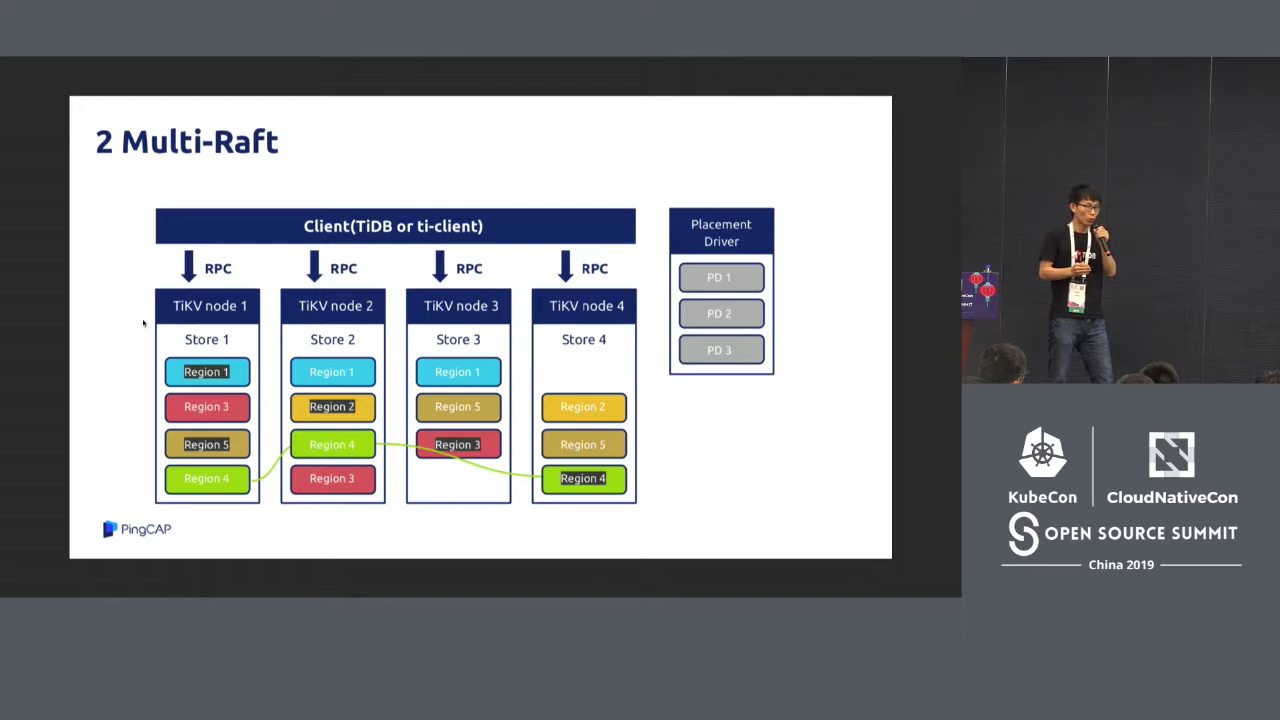 2 Multi-Raft
Client(TiDB or ti-client)
RPC
RPC
RPC
RPC
TiKV node 1
Store 1
Region 1
Region 3
Region 5
Region 4
TiKV node 2
Store 2
Region 1
Region 2
Region 4
Region 3
TiKV node 3
Store 3
Region 1
Region 5
Region 3
TiKV node 4
Store 4
Region 2
Region 5
Region 4
Placement
Driver
PD 1
PD 2
PD 3
PingCAP
KubeCon
CloudNativeCon
OPEN SOURCE SUMMIT
China 2019